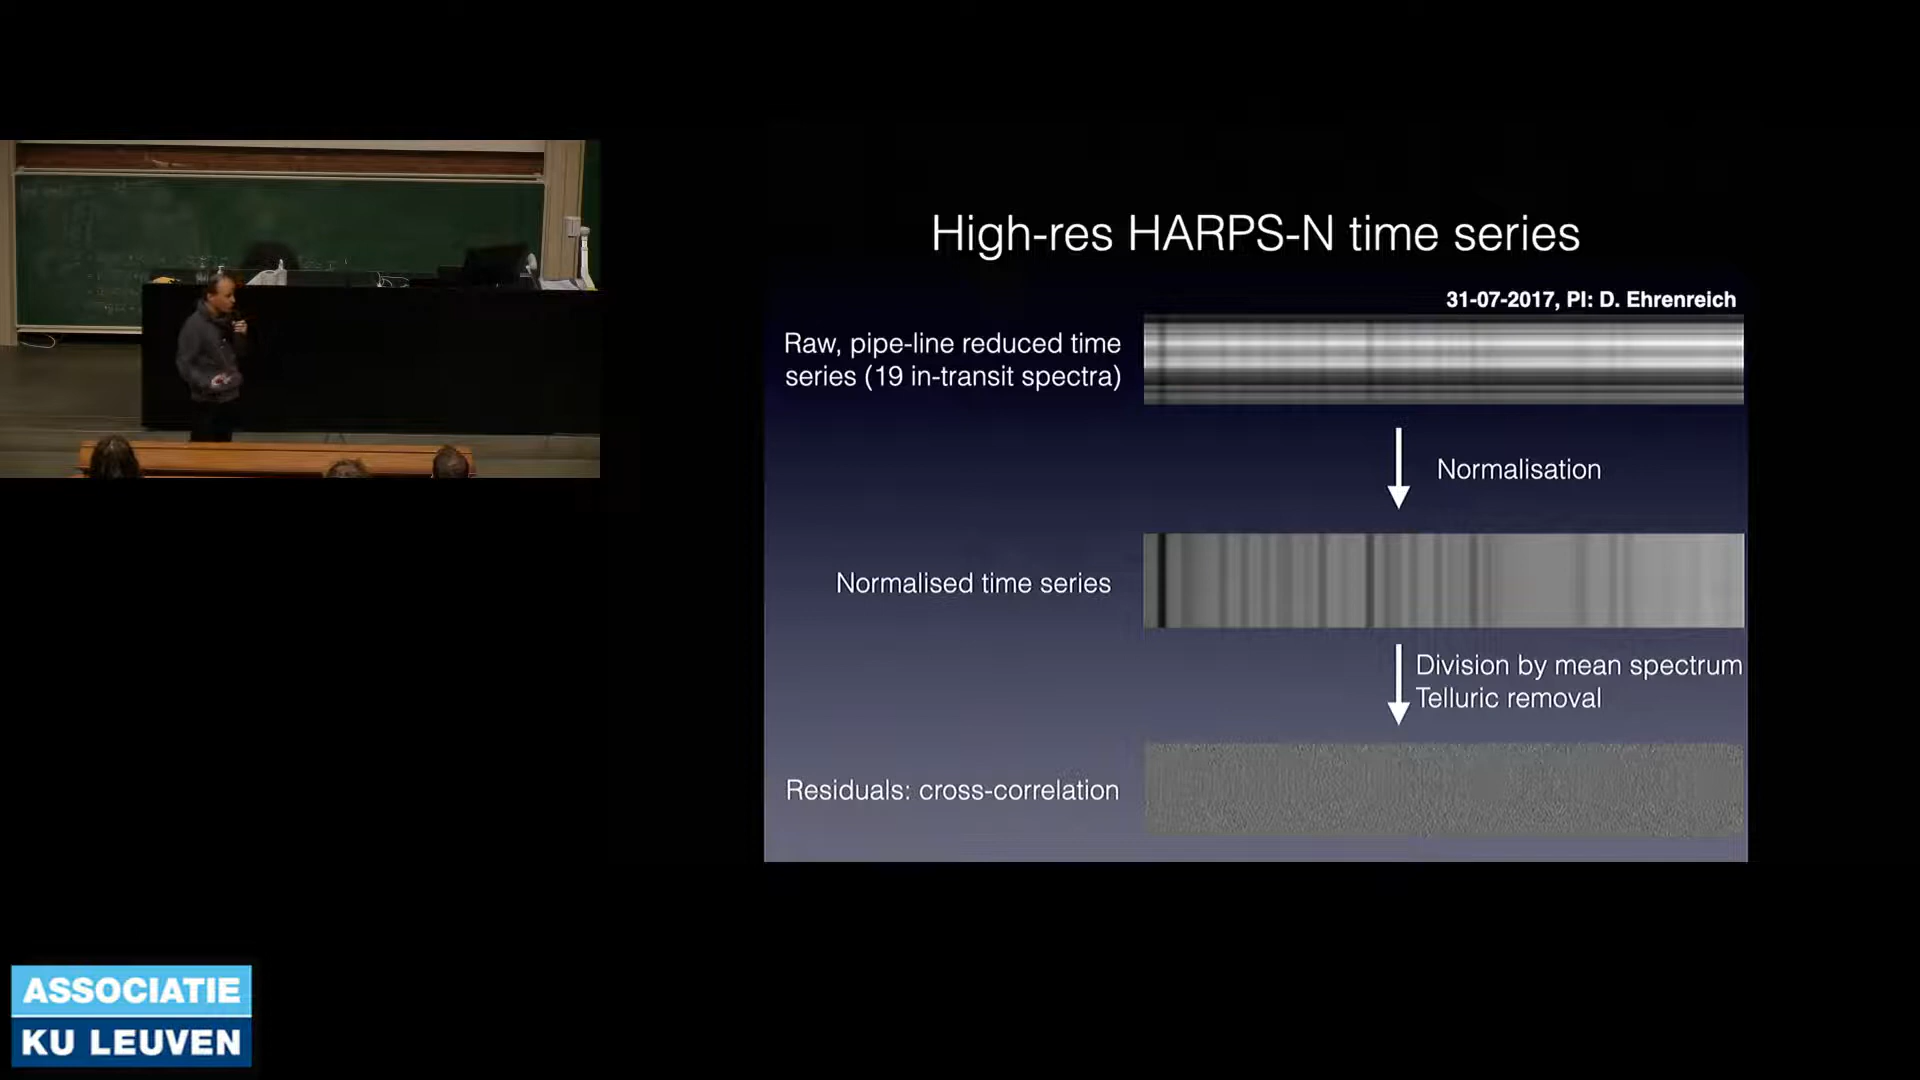 High-res HARPS-N time series
31-07-2017, PI: D. Ehrenreich
Raw, pipe-line reduced time
series (19 in-transit spectra)
Normalisation
Normalised time series
Division by mean spectrum
Telluric removal
Residuals: cross-correlation
ASSOCIATIE
KU LEUVEN